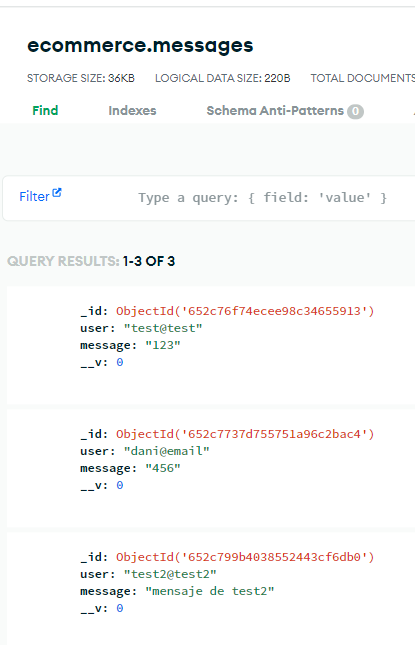 ecommerce.messages
STORAGE SIZE: 36KB LOGICAL DATA SIZE: 220B TOTAL DOCUMENTS
Find Indexes Schema Anti-Patterns 0
Filter Type a query: { field: 'value' }
QUERY RESULTS: 1-3 OF 3
_id: ObjectId('652c76f74ecee98c34655913')
user: "test@test"
message: "123"
__v: 0
_id: ObjectId('652c7737d755751a96c2bac4')
user: "dani@email"
message: "456"
__v: 0
_id: ObjectId('652c799b4038552443cf6db0')
user: "test2@test2"
message: "mensaje de test2"
__v: 0